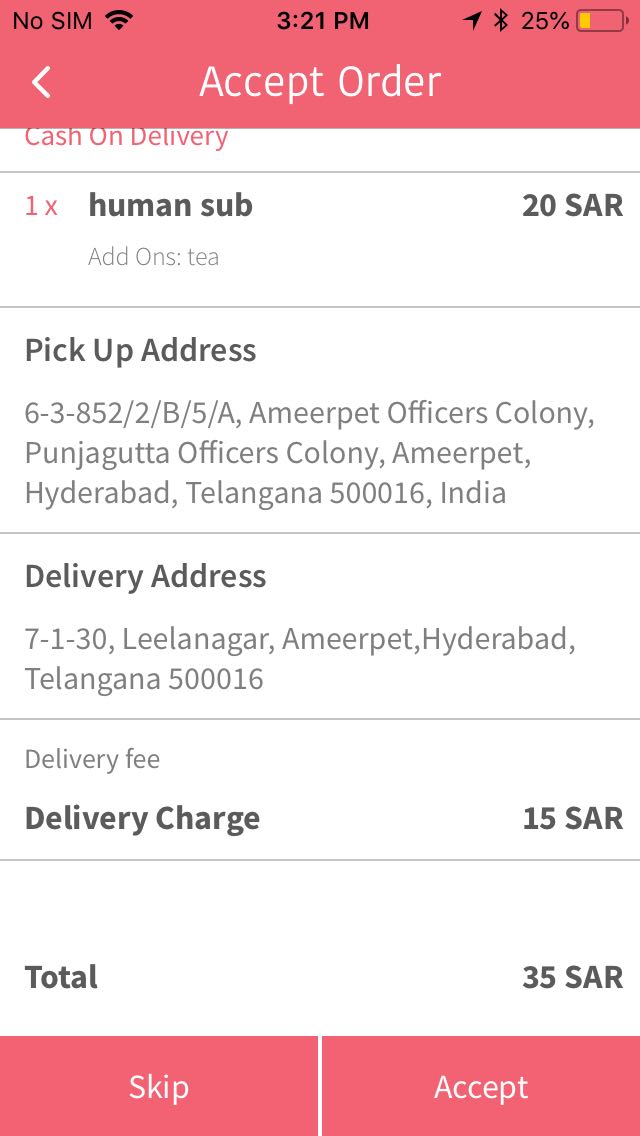 No SIM 3:21 PM 25%
Accept Order
Cash On Delivery
1 x human sub 20 SAR
Add Ons: tea
Pick Up Address
6-3-852/2/B/5/A, Ameerpet Officers Colony,
Punjagutta Officers Colony, Ameerpet,
Hyderabad, Telangana 500016, India
Delivery Address
7-1-30, Leelanagar, Ameerpet,Hyderabad,
Telangana 500016
Delivery fee
Delivery Charge 15 SAR
Total 35 SAR
Skip Accept